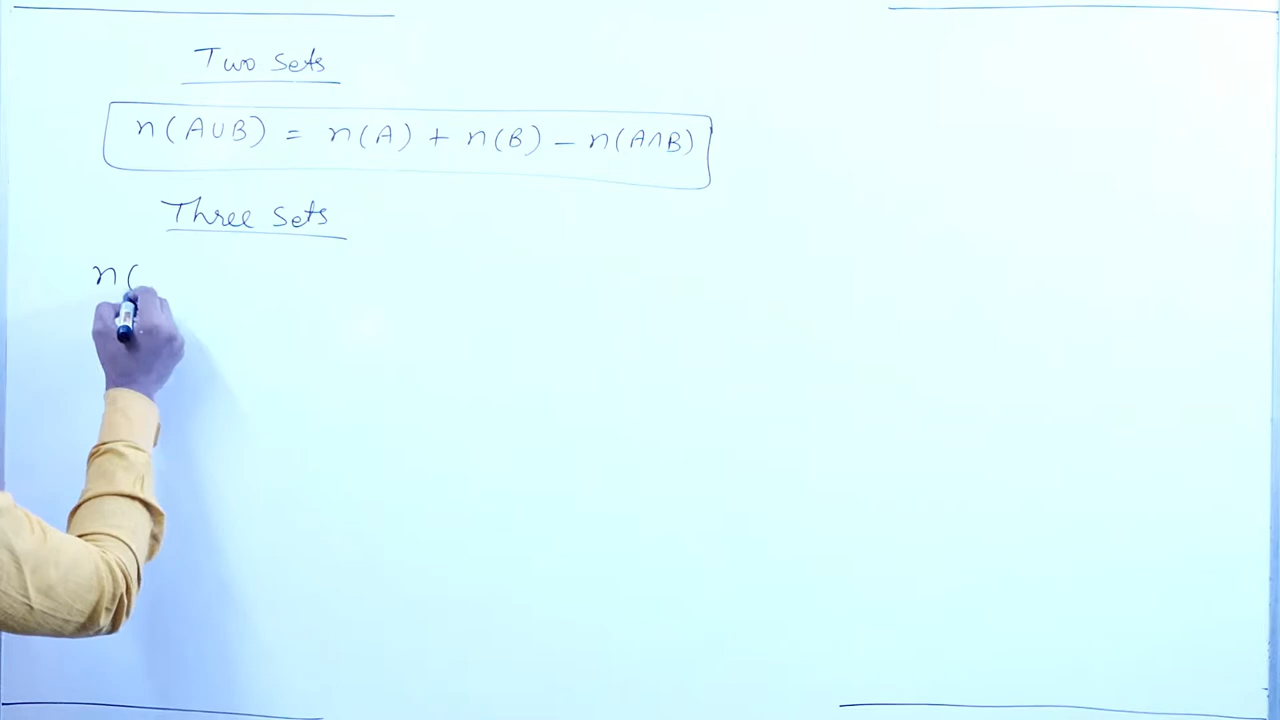 Two Sets
n(A∪B) = n(A) + n(B) − n(A∩B)
Three Sets
n(